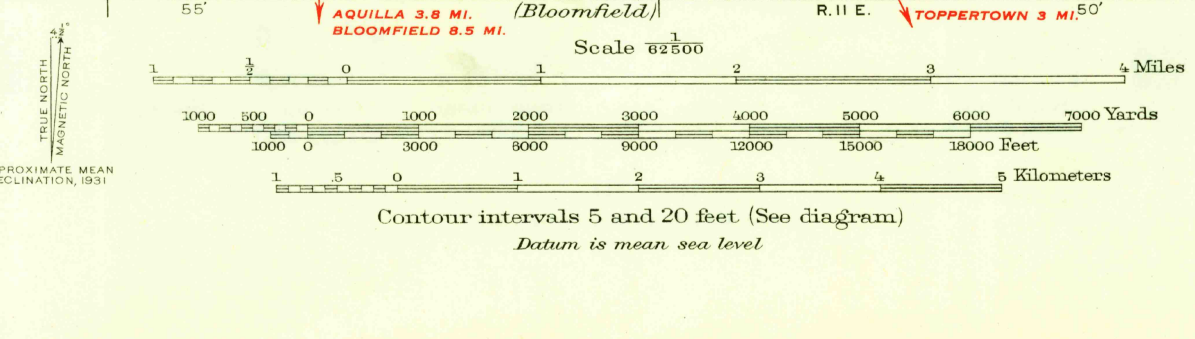 55′ AQUILLA 3.8 MI. (Bloomfield) R.11 E. TOPPERTOWN 3 MI. 50′
BLOOMFIELD 8.5 MI.
Scale 1/62500
1 1/2 0 1 2 3 4 Miles
1000 500 0 1000 2000 3000 4000 5000 6000 7000 Yards
1000 0 3000 6000 9000 12000 15000 18000 Feet
1 .5 0 1 2 3 4 5 Kilometers
Contour intervals 5 and 20 feet (See diagram)
Datum is mean sea level
4 1/2°
TRUE NORTH
MAGNETIC NORTH
PROXIMATE MEAN
ECLINATION, 1931